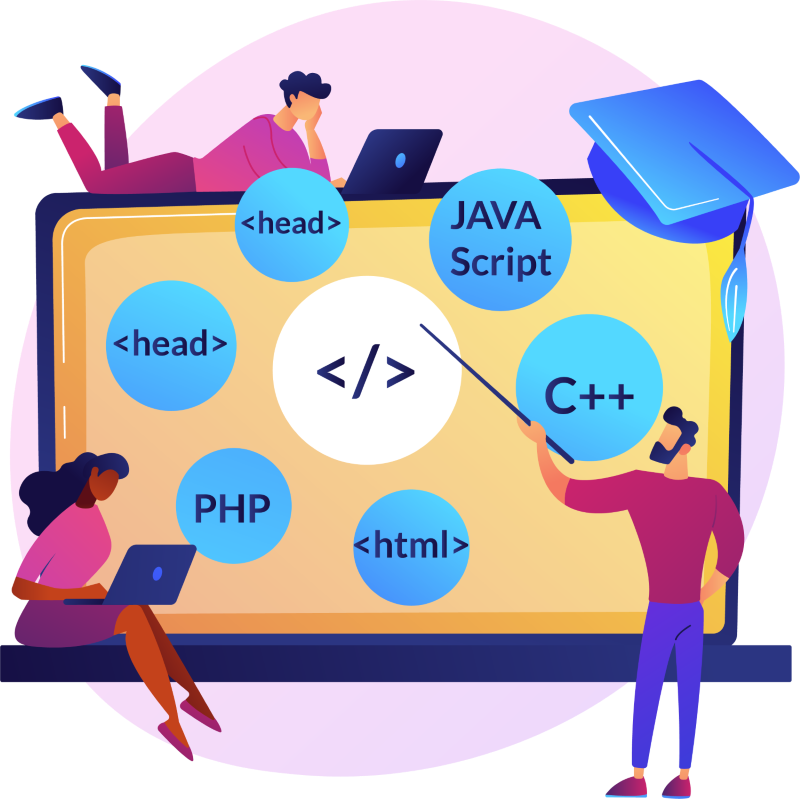 <head>
JAVA
Script
<head>
</>
C++
PHP
<html>